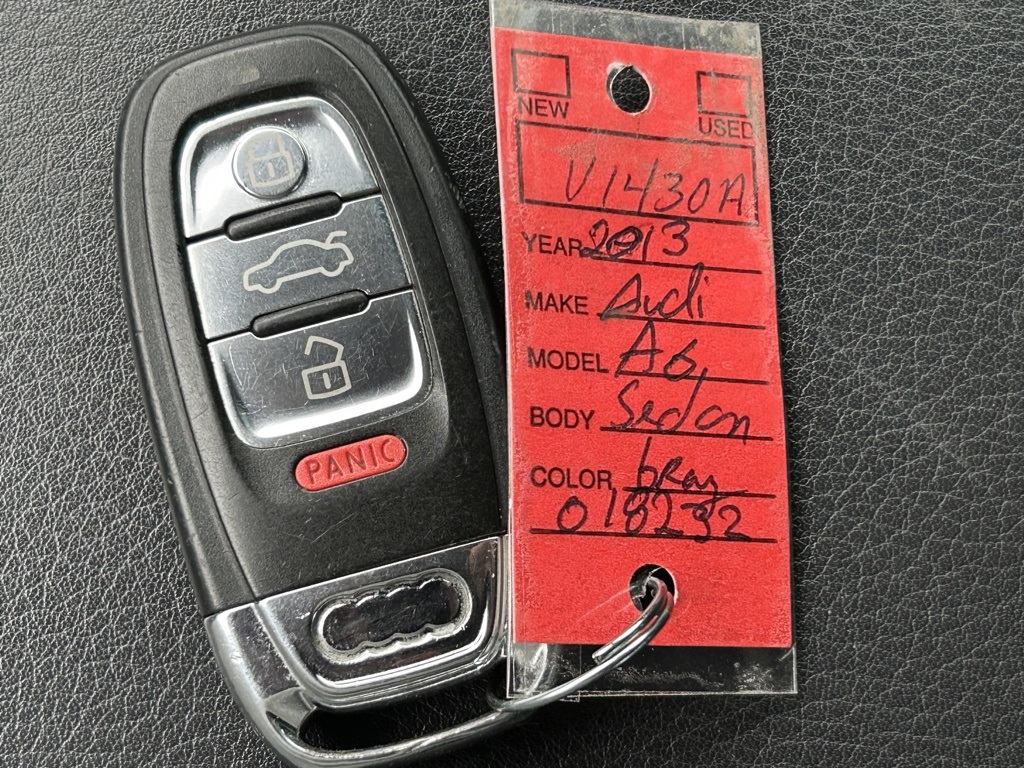 PANIC
NEW
USED
V1430A
YEAR 2013
MAKE Audi
MODEL A6
BODY Sedan
COLOR Gray
018232